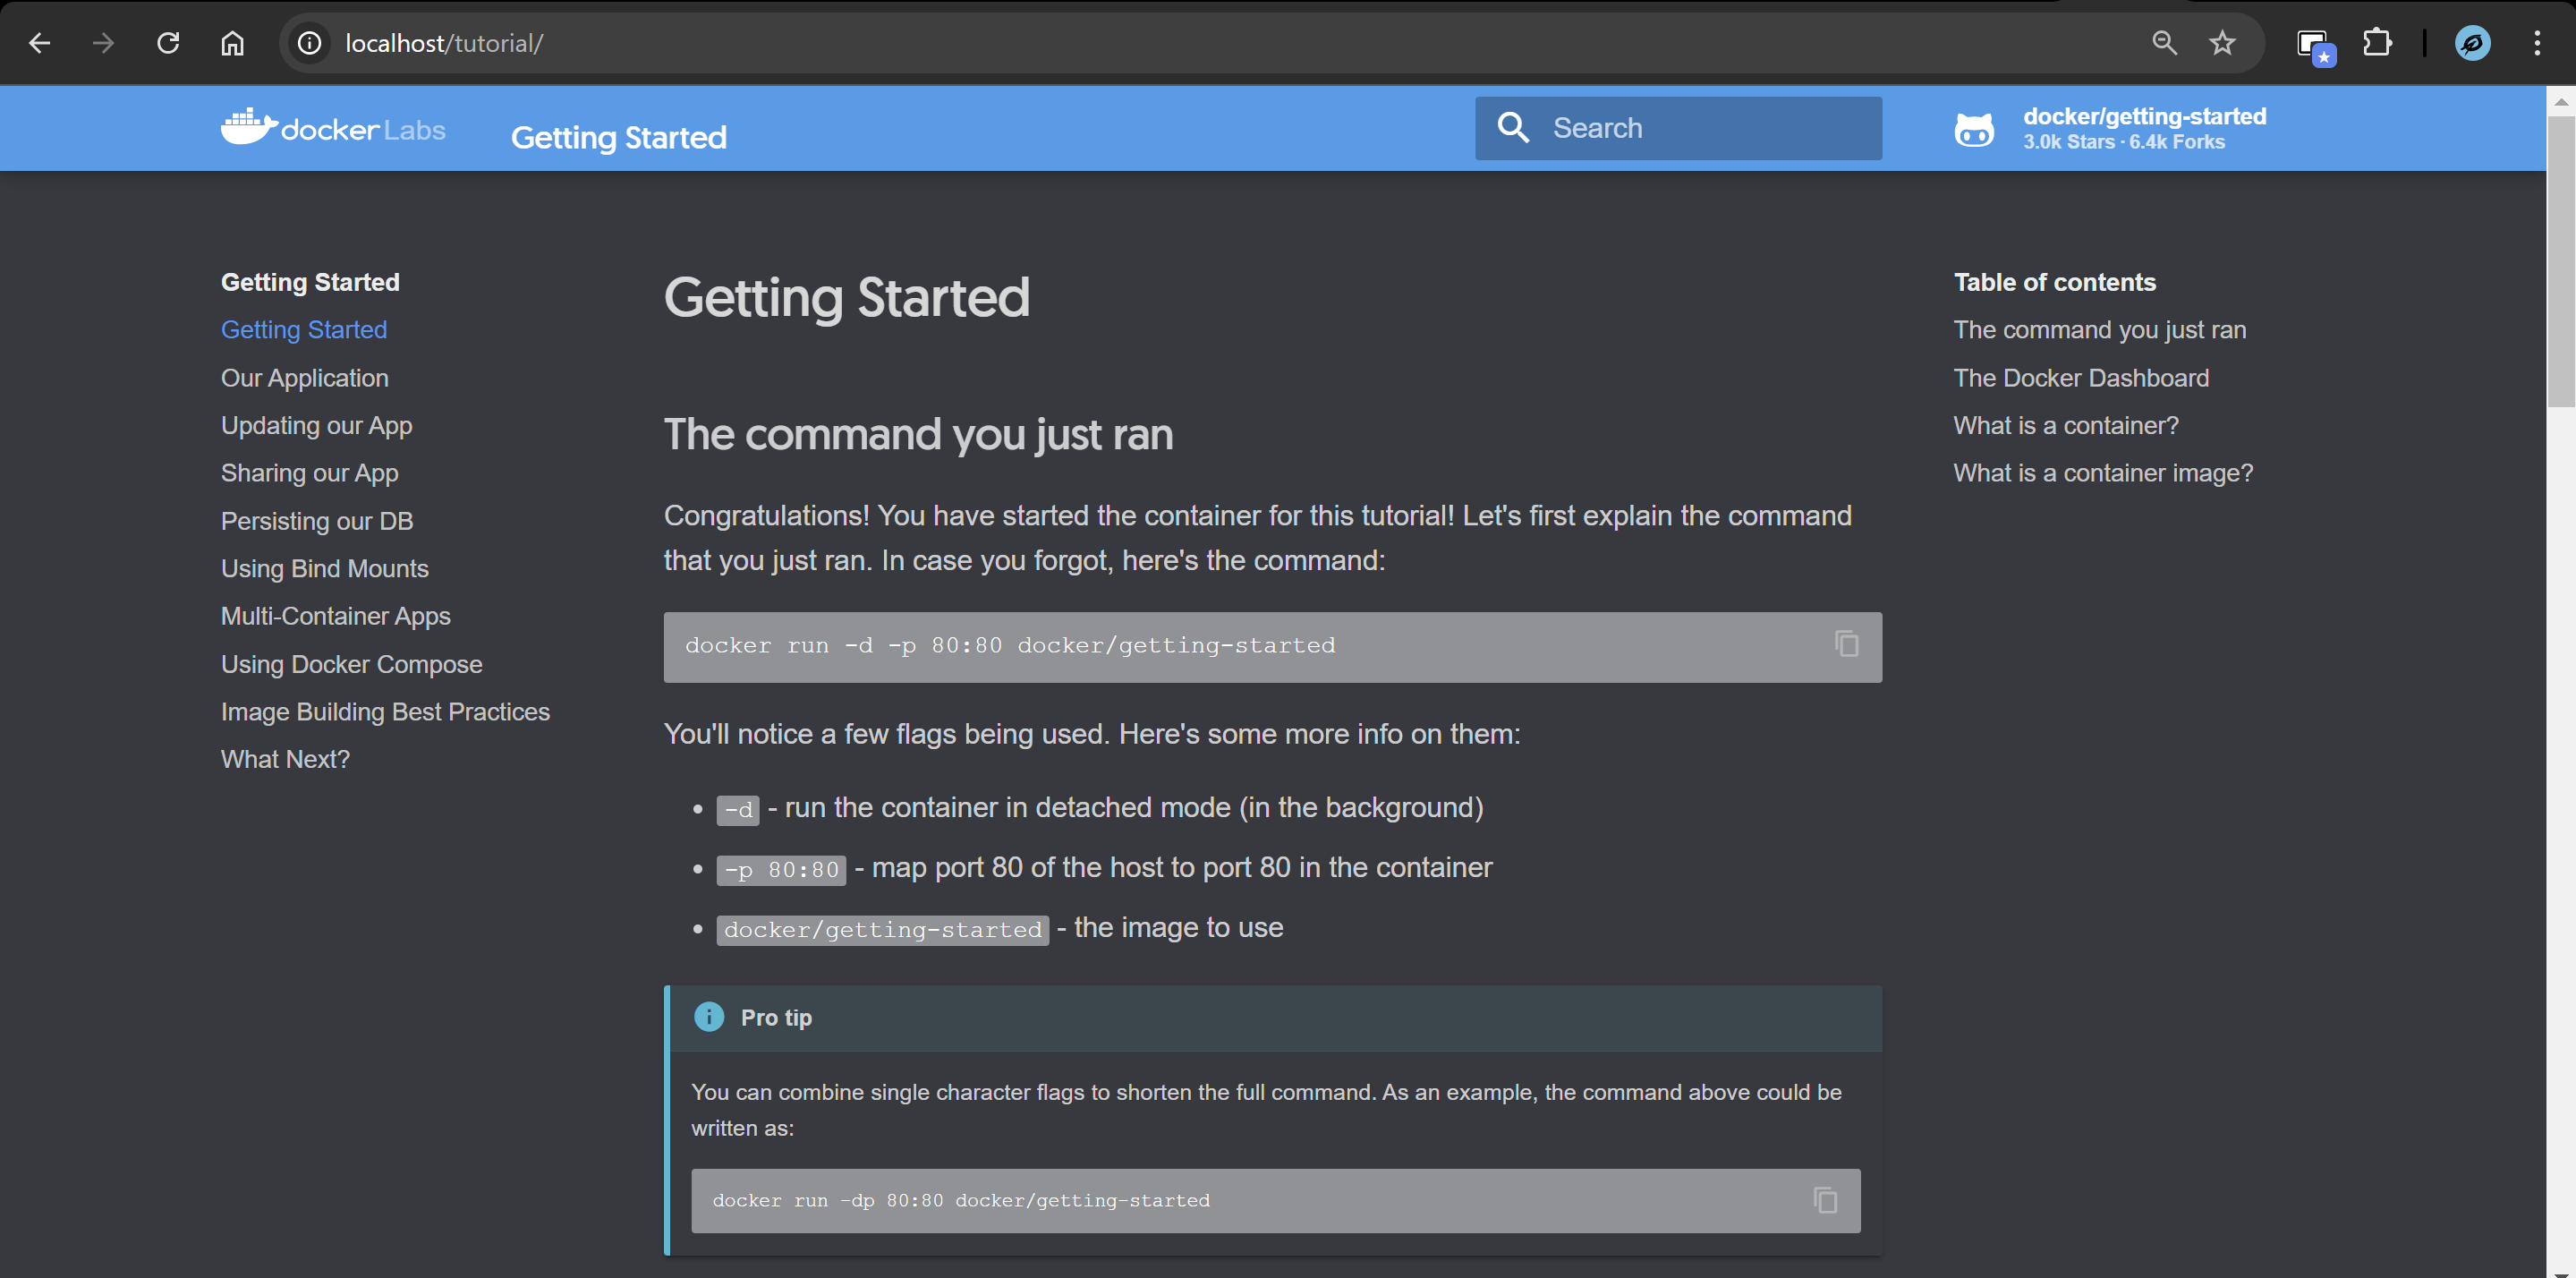 localhost/tutorial/
docker Labs
Getting Started
Search
docker/getting-started
3.0k Stars · 6.4k Forks
Getting Started
Getting Started
Our Application
Updating our App
Sharing our App
Persisting our DB
Using Bind Mounts
Multi-Container Apps
Using Docker Compose
Image Building Best Practices
What Next?
Getting Started
The command you just ran
Congratulations! You have started the container for this tutorial! Let's first explain the command
that you just ran. In case you forgot, here's the command:
docker run -d -p 80:80 docker/getting-started
You'll notice a few flags being used. Here's some more info on them:
• -d - run the container in detached mode (in the background)
• -p 80:80 - map port 80 of the host to port 80 in the container
• docker/getting-started - the image to use
Pro tip
You can combine single character flags to shorten the full command. As an example, the command above could be
written as:
docker run -dp 80:80 docker/getting-started
Table of contents
The command you just ran
The Docker Dashboard
What is a container?
What is a container image?